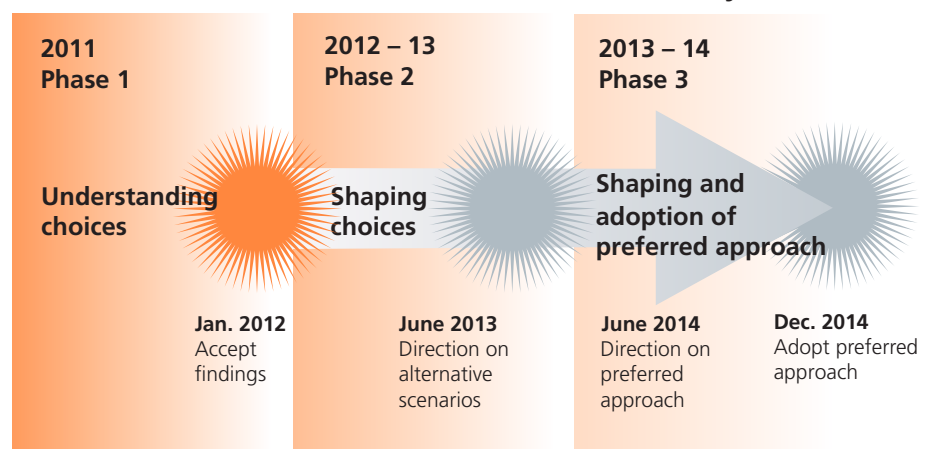 2011
Phase 1
2012 – 13
Phase 2
2013 – 14
Phase 3
Understanding
choices
Shaping
choices
Shaping and
adoption of
preferred approach
Jan. 2012
Accept
findings
June 2013
Direction on
alternative
scenarios
June 2014
Direction on
preferred
approach
Dec. 2014
Adopt preferred
approach